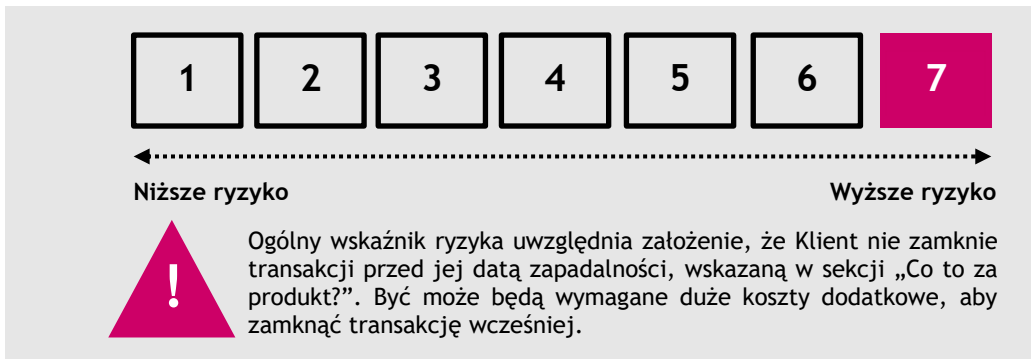 1 2 3 4 5 6 7
Niższe ryzyko Wyższe ryzyko
!
Ogólny wskaźnik ryzyka uwzględnia założenie, że Klient nie zamknie
transakcji przed jej datą zapadalności, wskazaną w sekcji „Co to za
produkt?”. Być może będą wymagane duże koszty dodatkowe, aby
zamknąć transakcję wcześniej.